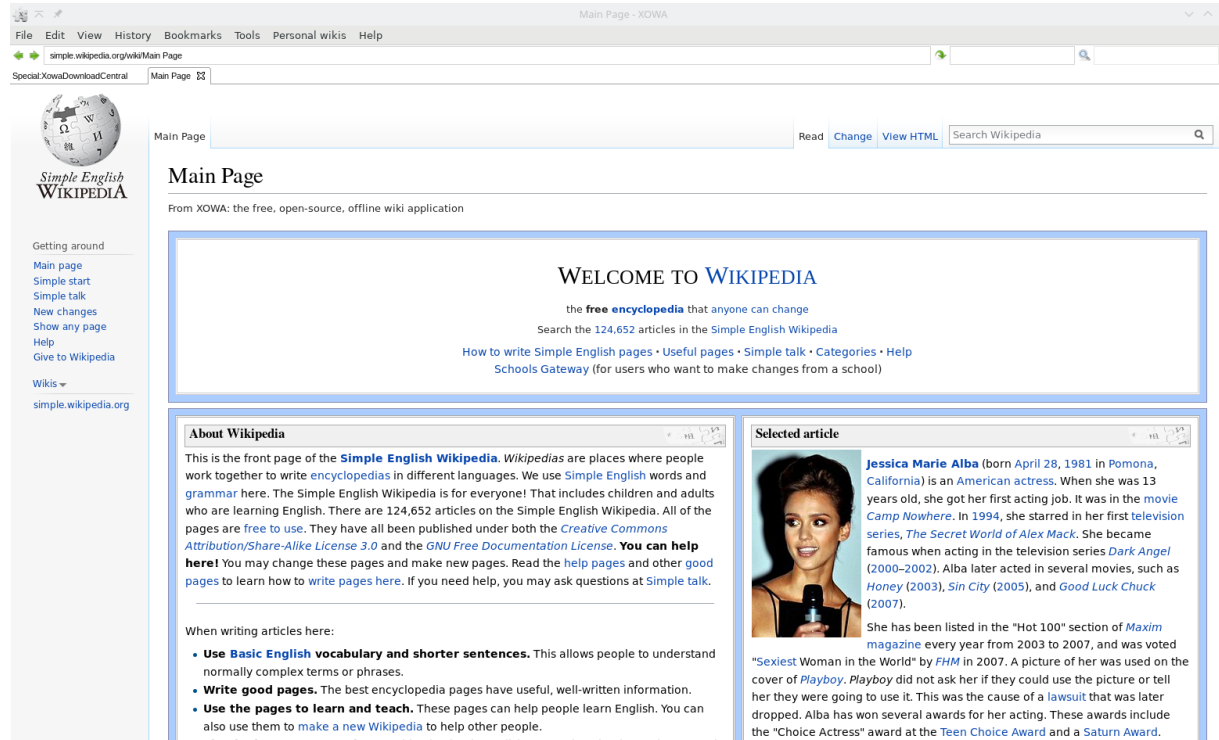 Main Page - XOWA
File Edit View History Bookmarks Tools Personal wikis Help
simple.wikipedia.org/wiki/Main Page
Special:XowaDownloadCentral Main Page
Simple English
WIKIPEDIA
Main Page Read Change View HTML Search Wikipedia
Main Page
From XOWA: the free, open-source, offline wiki application
Getting around
Main page
Simple start
Simple talk
New changes
Show any page
Help
Give to Wikipedia
Wikis
simple.wikipedia.org
WELCOME TO WIKIPEDIA
the free encyclopedia that anyone can change
Search the 124,652 articles in the Simple English Wikipedia
How to write Simple English pages · Useful pages · Simple talk · Categories · Help
Schools Gateway (for users who want to make changes from a school)
About Wikipedia
This is the front page of the Simple English Wikipedia. Wikipedias are places where people
work together to write encyclopedias in different languages. We use Simple English words and
grammar here. The Simple English Wikipedia is for everyone! That includes children and adults
who are learning English. There are 124,652 articles on the Simple English Wikipedia. All of the
pages are free to use. They have all been published under both the Creative Commons
Attribution/Share-Alike License 3.0 and the GNU Free Documentation License. You can help
here! You may change these pages and make new pages. Read the help pages and other good
pages to learn how to write pages here. If you need help, you may ask questions at Simple talk.
When writing articles here:
• Use Basic English vocabulary and shorter sentences. This allows people to understand
normally complex terms or phrases.
• Write good pages. The best encyclopedia pages have useful, well-written information.
• Use the pages to learn and teach. These pages can help people learn English. You can
also use them to make a new Wikipedia to help other people.
Selected article
Jessica Marie Alba (born April 28, 1981 in Pomona,
California) is an American actress. When she was 13
years old, she got her first acting job. It was in the movie
Camp Nowhere. In 1994, she starred in her first television
series, The Secret World of Alex Mack. She became
famous when acting in the television series Dark Angel
(2000–2002). Alba later acted in several movies, such as
Honey (2003), Sin City (2005), and Good Luck Chuck
(2007).
She has been listed in the "Hot 100" section of Maxim
magazine every year from 2003 to 2007, and was voted
"Sexiest Woman in the World" by FHM in 2007. A picture of her was used on the
cover of Playboy. Playboy did not ask her if they could use the picture or tell
her they were going to use it. This was the cause of a lawsuit that was later
dropped. Alba has won several awards for her acting. These awards include
the "Choice Actress" award at the Teen Choice Award and a Saturn Award.